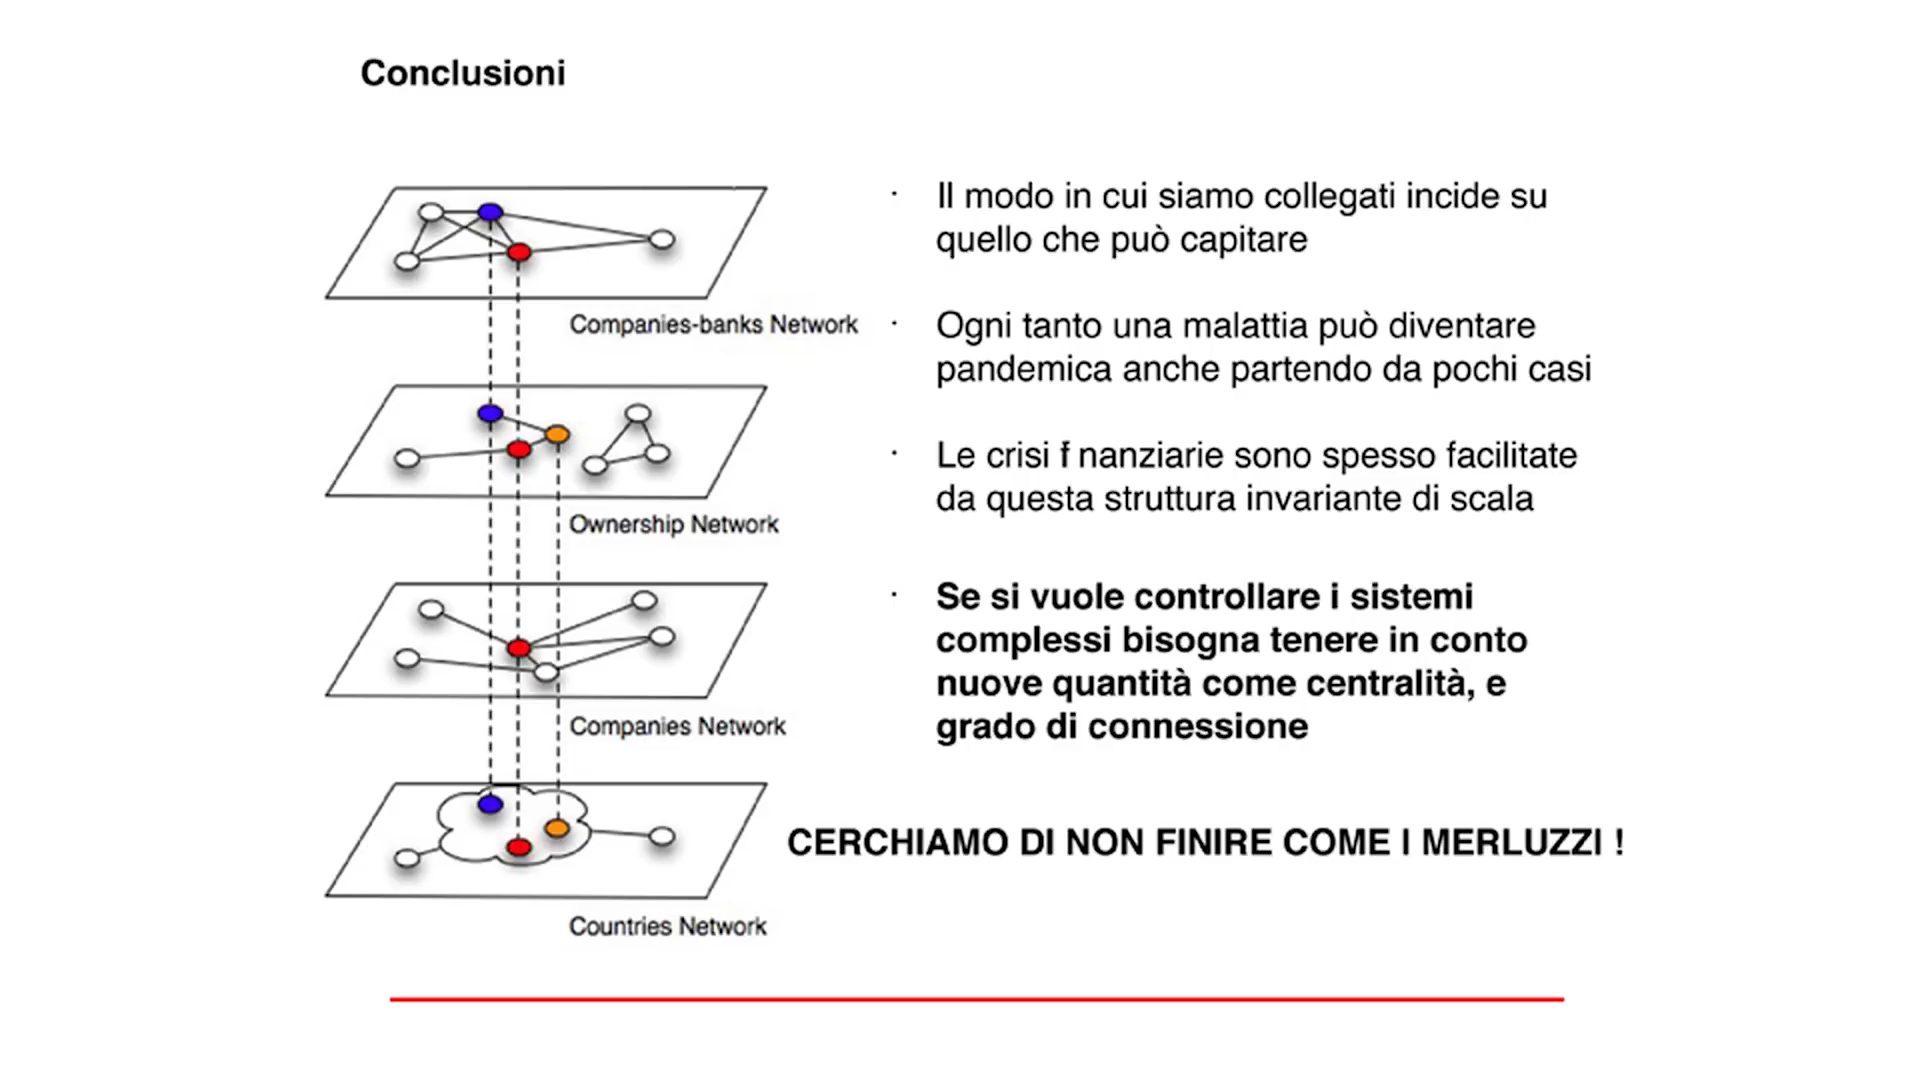 Conclusioni
Companies-banks Network
Ownership Network
Companies Network
Countries Network
· Il modo in cui siamo collegati incide su
quello che può capitare
· Ogni tanto una malattia può diventare
pandemica anche partendo da pochi casi
· Le crisi f nanziarie sono spesso facilitate
da questa struttura invariante di scala
· Se si vuole controllare i sistemi
complessi bisogna tenere in conto
nuove quantità come centralità, e
grado di connessione
CERCHIAMO DI NON FINIRE COME I MERLUZZI !